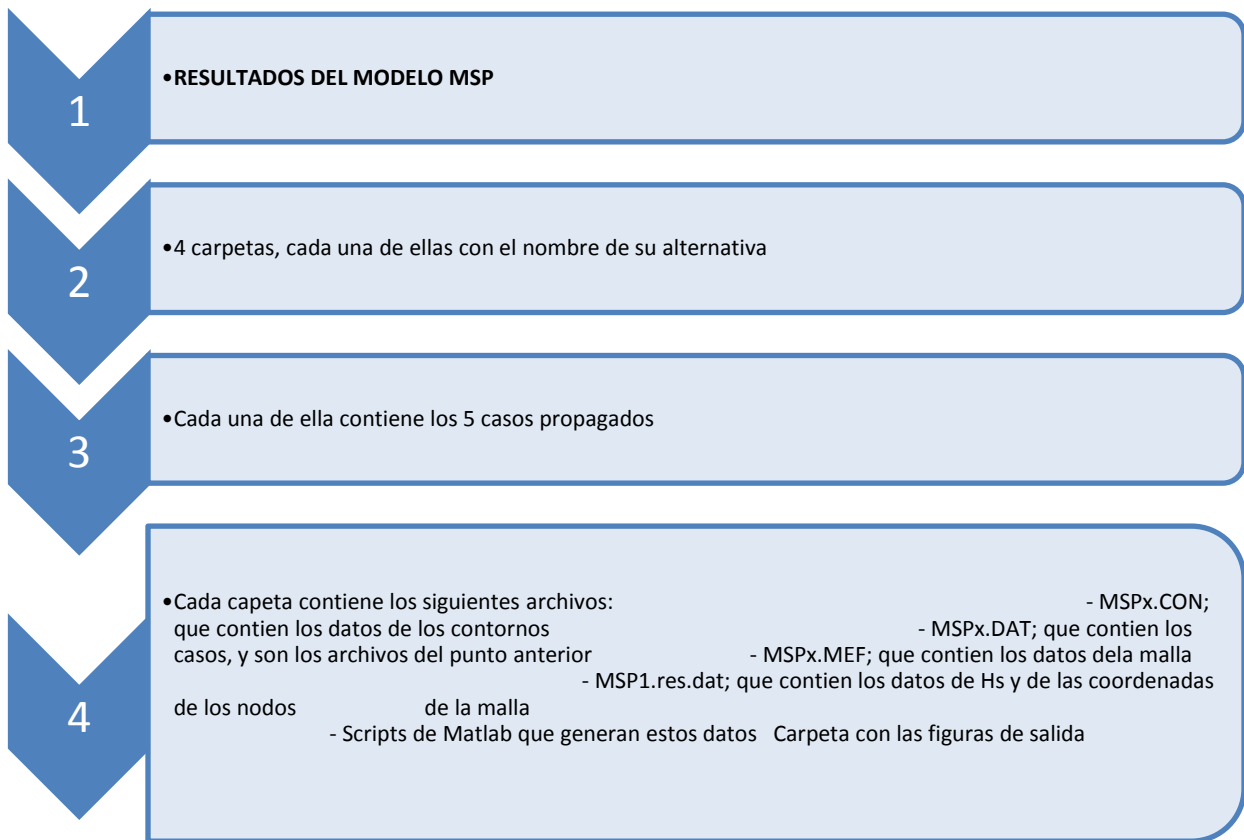 1
•RESULTADOS DEL MODELO MSP
2
•4 carpetas, cada una de ellas con el nombre de su alternativa
3
•Cada una de ella contiene los 5 casos propagados
4
•Cada capeta contiene los siguientes archivos: - MSPx.CON;
que contien los datos de los contornos - MSPx.DAT; que contien los
casos, y son los archivos del punto anterior - MSPx.MEF; que contien los datos dela malla
- MSP1.res.dat; que contien los datos de Hs y de las coordenadas
de los nodos de la malla
- Scripts de Matlab que generan estos datos Carpeta con las figuras de salida